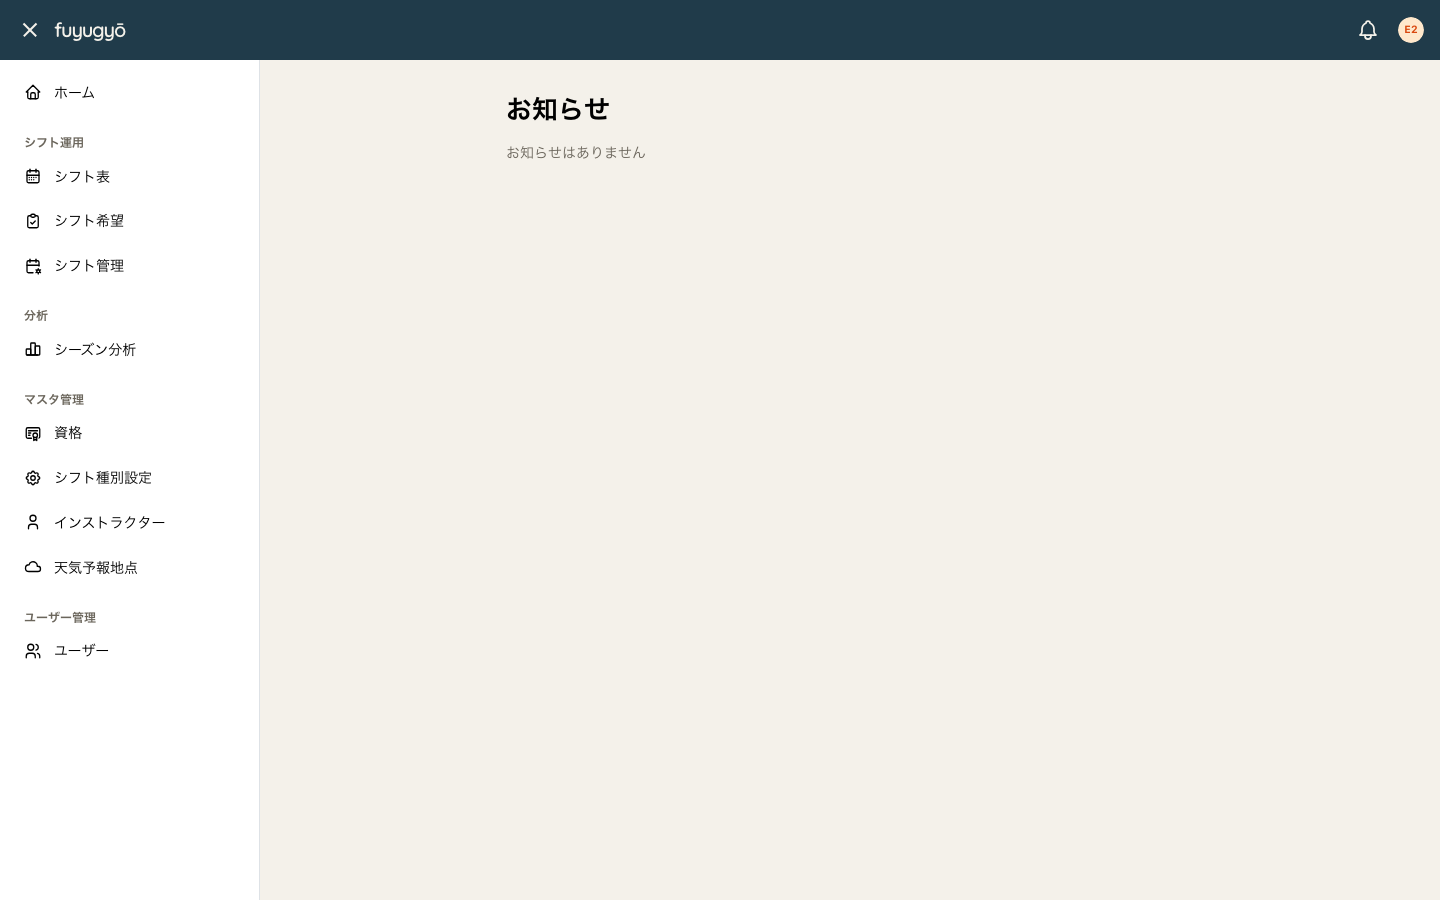 fuyugyō
E2
ホーム
シフト運用
シフト表
シフト希望
シフト管理
分析
シーズン分析
マスタ管理
資格
シフト種別設定
インストラクター
天気予報地点
ユーザー管理
ユーザー
お知らせ
お知らせはありません